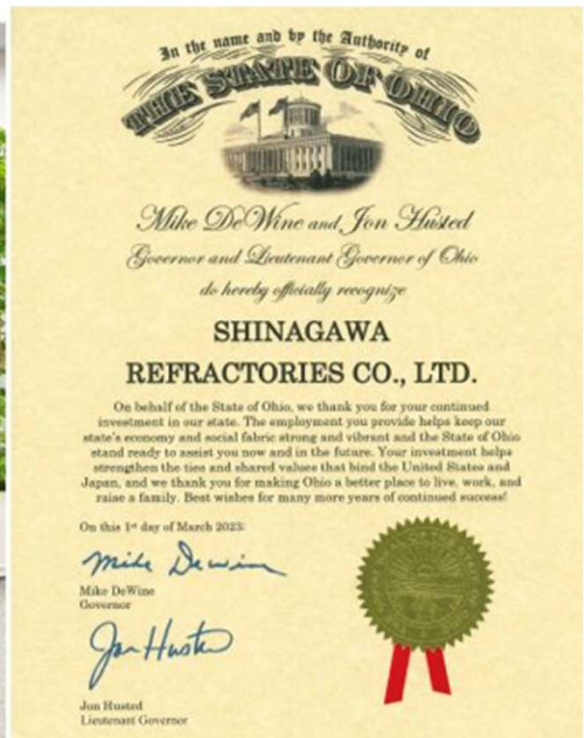 In the name and by the Authority of
THE STATE OF OHIO
Mike DeWine and Jon Husted
Governor and Lieutenant Governor of Ohio
do hereby officially recognize
SHINAGAWA
REFRACTORIES CO., LTD.
On behalf of the State of Ohio, we thank you for your continued
investment in our state. The employment you provide helps keep our
state's economy and social fabric strong and vibrant and the State of Ohio
stand ready to assist you now and in the future. Your investment helps
strengthen the ties and shared values that bind the United States and
Japan, and we thank you for making Ohio a better place to live, work, and
raise a family. Best wishes for many more years of continued success!
On this 1st day of March 2023:
Mike DeWine
Mike DeWine
Governor
Jon Husted
Jon Husted
Lieutenant Governor